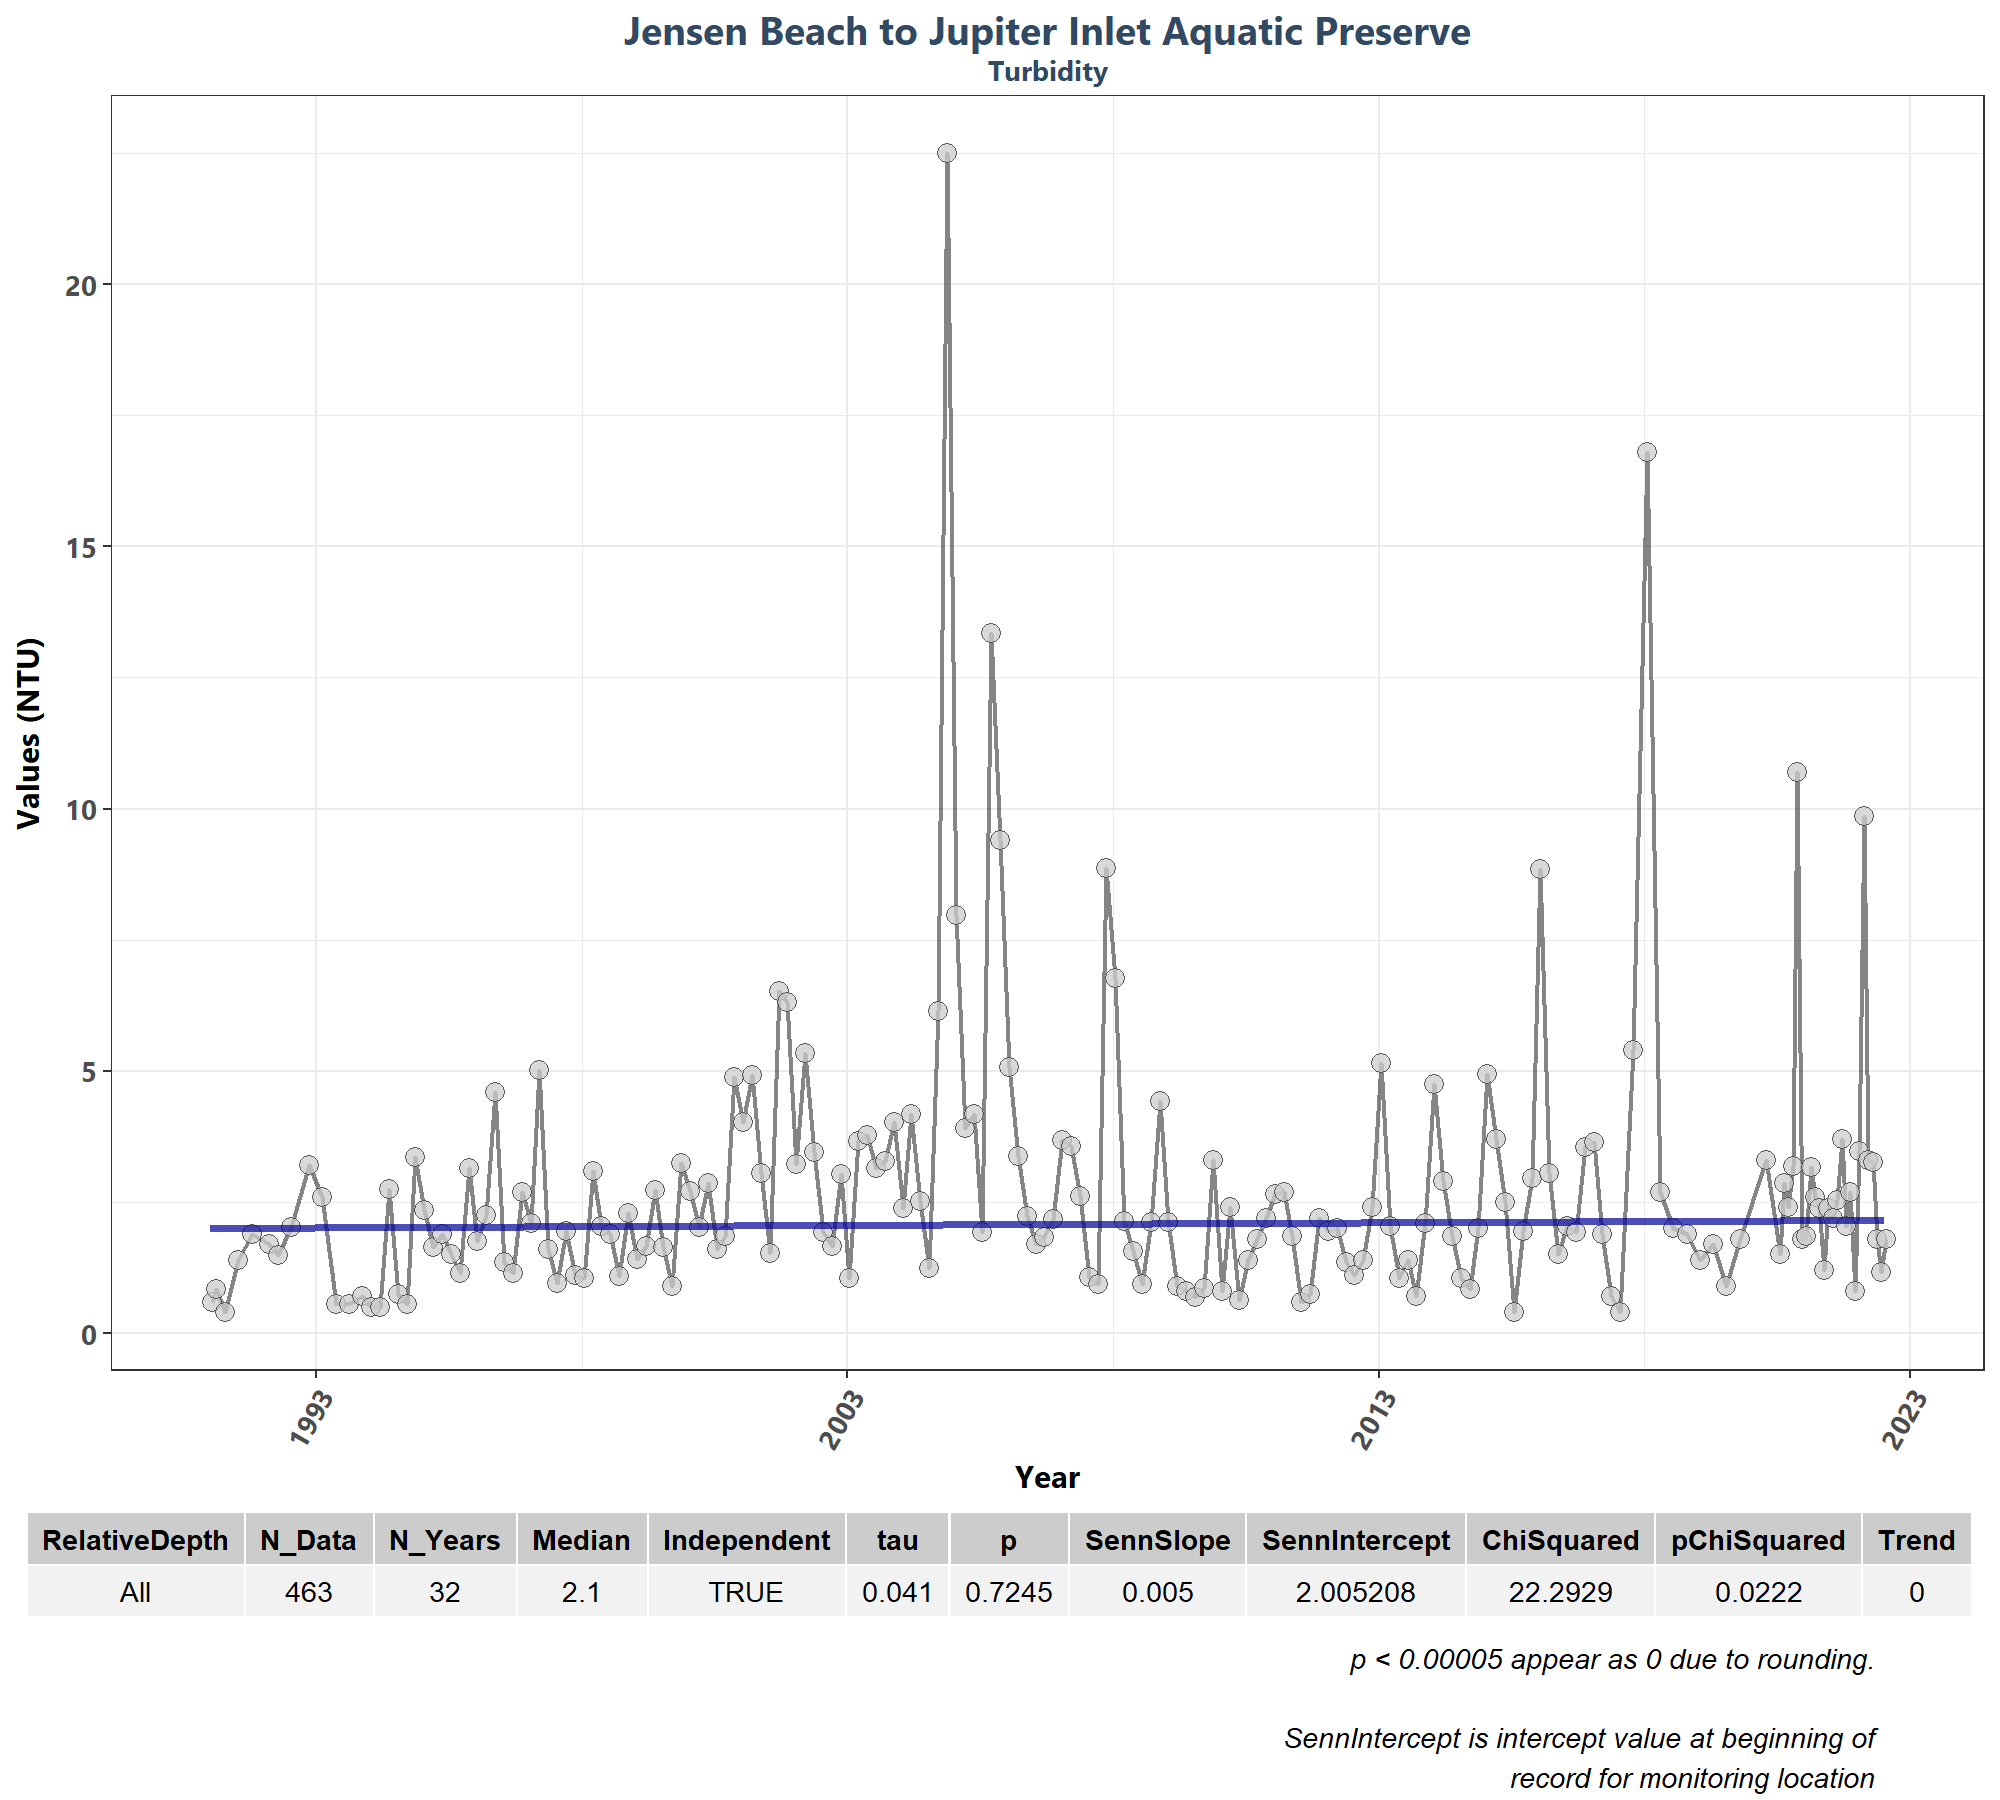 Jensen Beach to Jupiter Inlet Aquatic Preserve
Turbidity
Values (NTU)
20
15
10
5
0
1993
2003
2013
2023
Year
RelativeDepth N_Data N_Years Median Independent tau p SennSlope SennIntercept ChiSquared pChiSquared Trend
All 463 32 2.1 TRUE 0.041 0.7245 0.005 2.005208 22.2929 0.0222 0
p < 0.00005 appear as 0 due to rounding.
SennIntercept is intercept value at beginning of
record for monitoring location